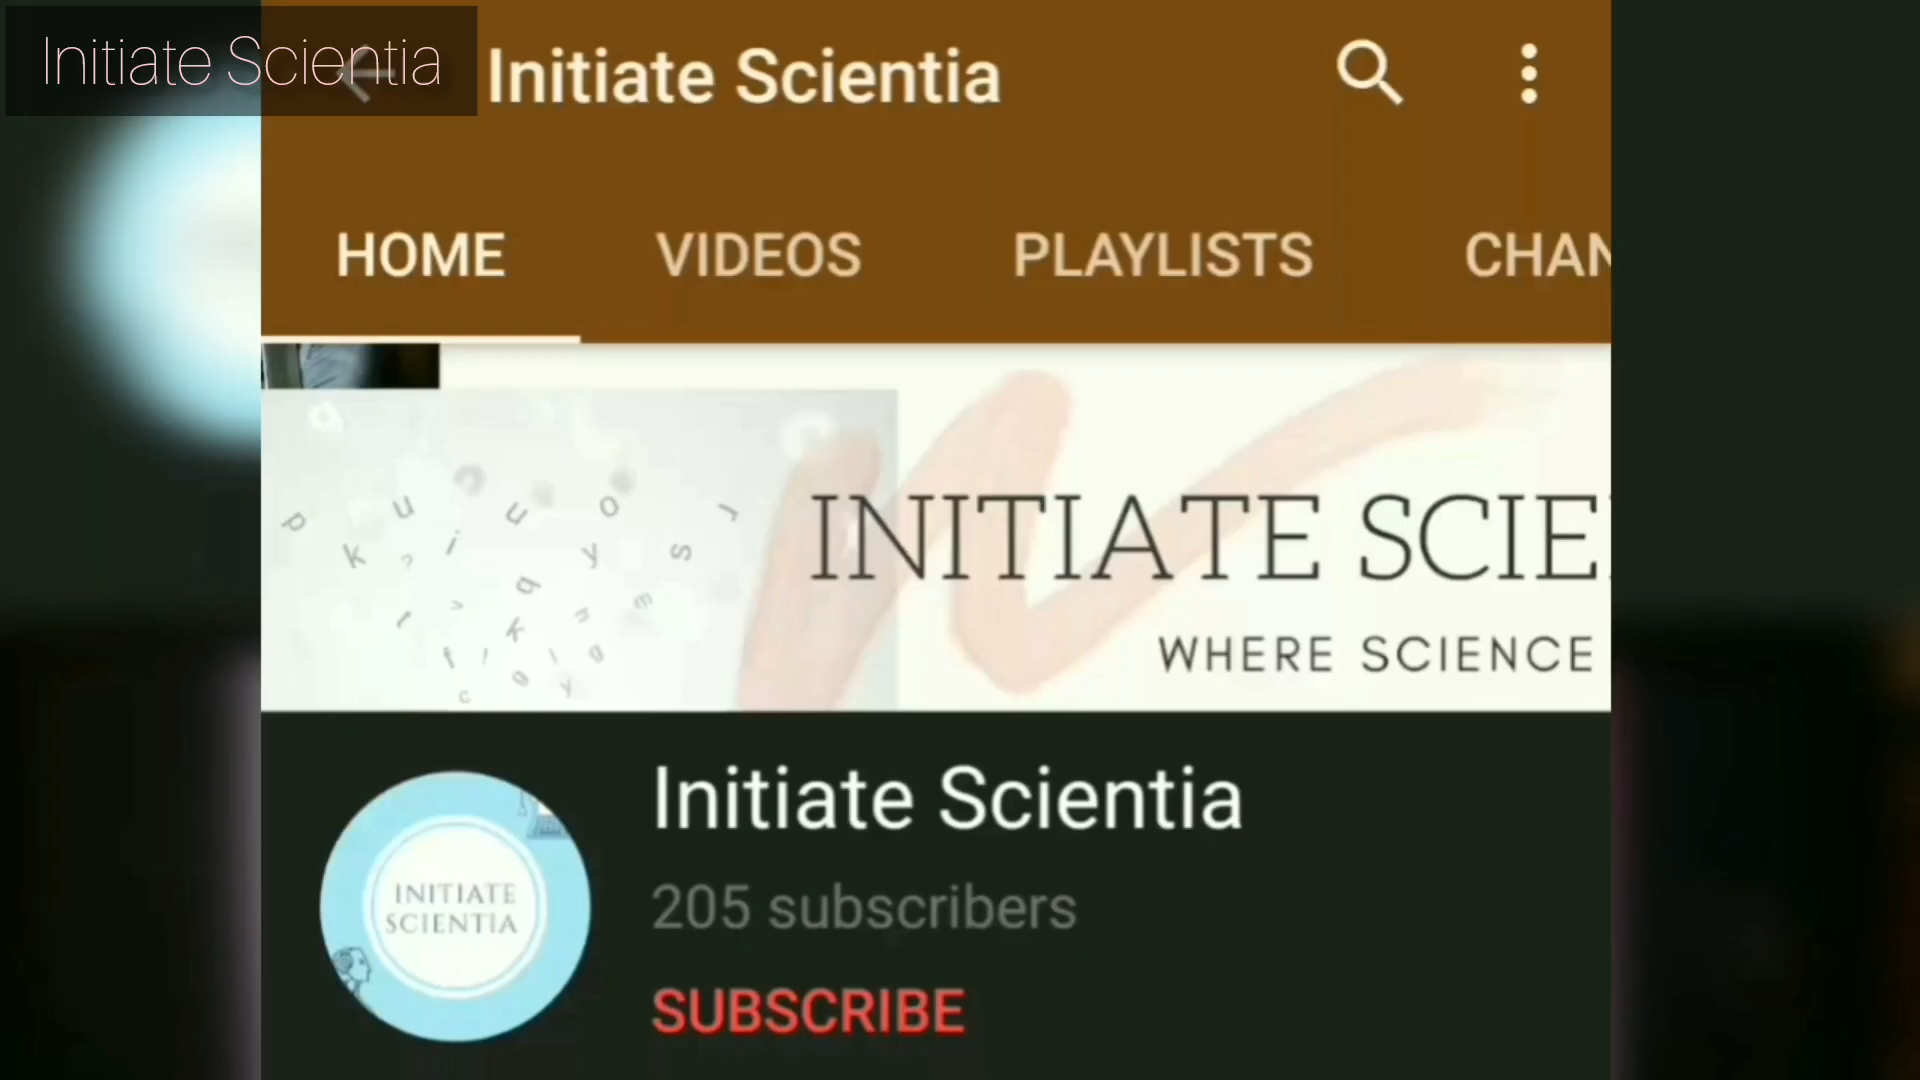 Initiate Scientia
Initiate Scientia
HOME VIDEOS PLAYLISTS CHAN
INITIATE SCIE
WHERE SCIENCE
Initiate Scientia
205 subscribers
SUBSCRIBE
INITIATE
SCIENTIA